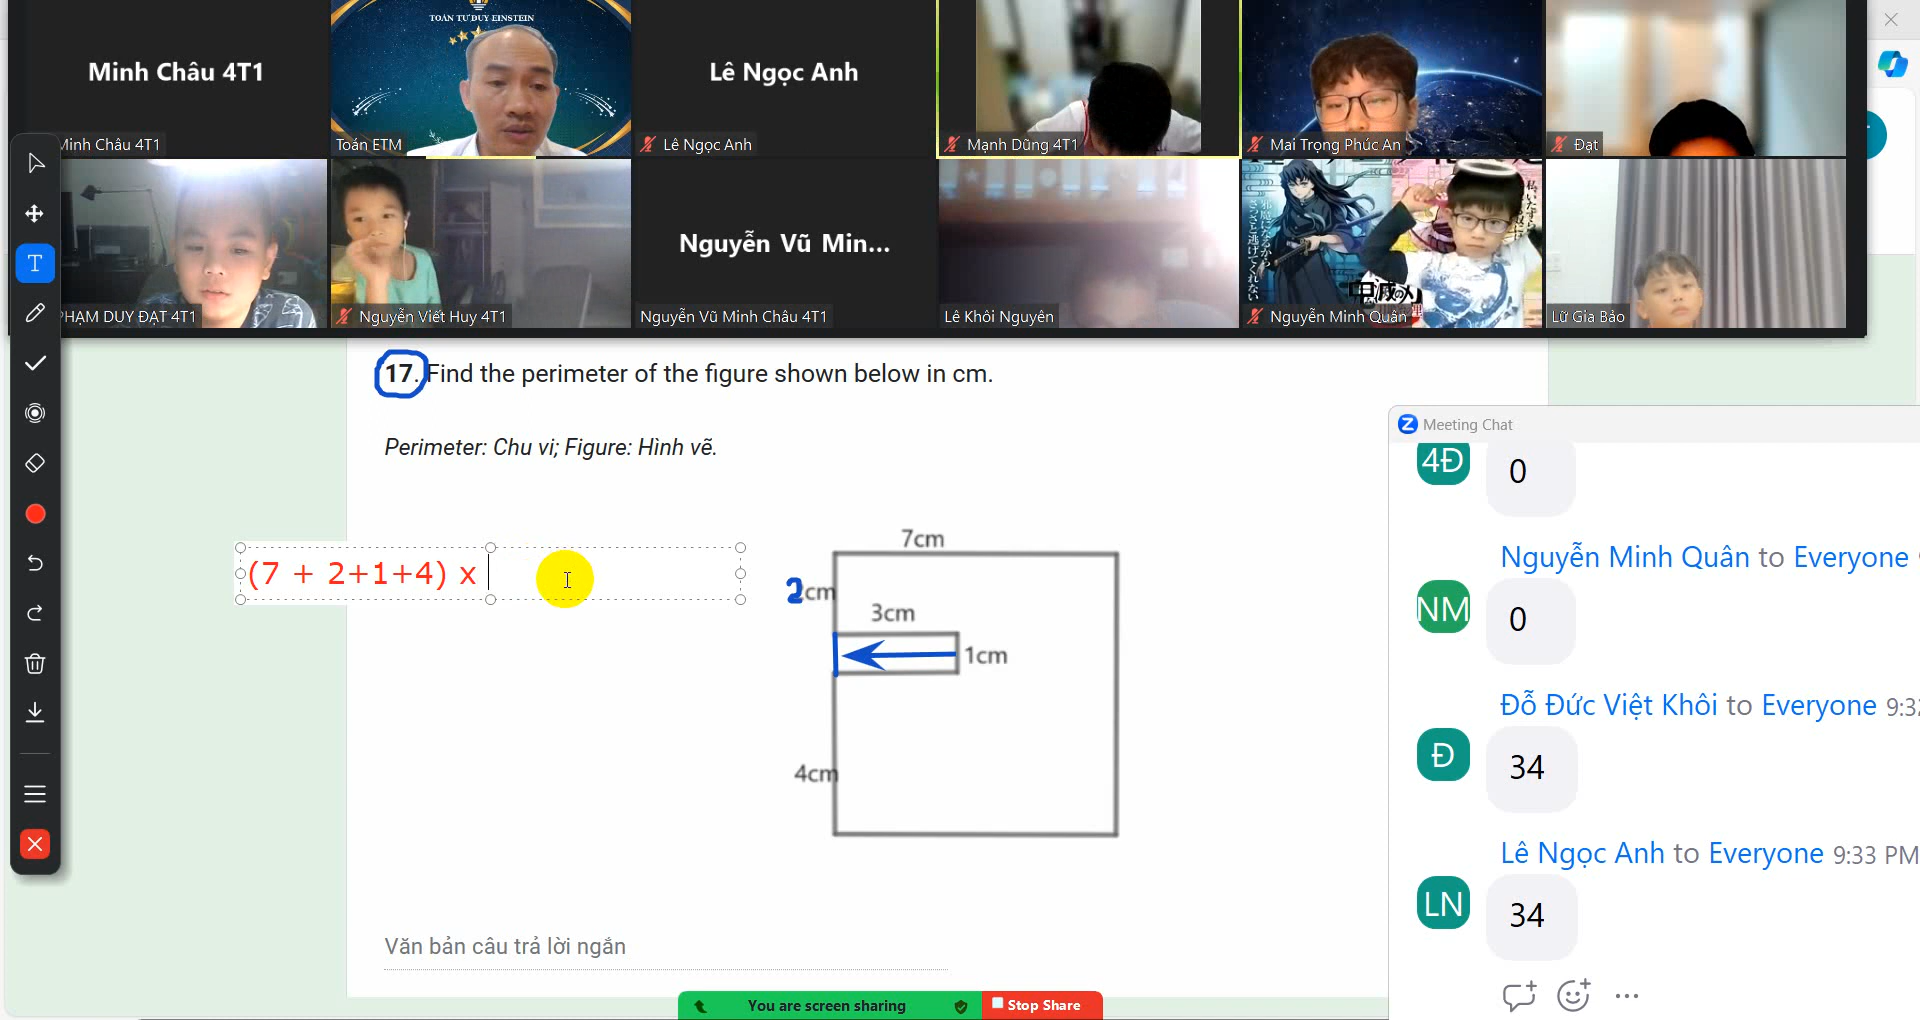 TOÁN TƯ DUY EINSTEIN
Minh Châu 4T1
Lê Ngọc Anh
Minh Châu 4T1
Toán ETM
Lê Ngọc Anh
Mạnh Dũng 4T1
Mai Trọng Phúc An
Đạt
Nguyễn Vũ Min...
PHẠM DUY ĐẠT 4T1
Nguyễn Viết Huy 4T1
Nguyễn Vũ Minh Châu 4T1
Lê Khôi Nguyên
Nguyễn Minh Quân
Lữ Gia Bảo
T
17. Find the perimeter of the figure shown below in cm.
Perimeter: Chu vi; Figure: Hình vẽ.
(7 + 2+1+4) x
7cm
2cm
3cm
1cm
4cm
Văn bản câu trả lời ngắn
You are screen sharing
Stop Share
Meeting Chat
4Đ
0
Nguyễn Minh Quân to Everyone
NM
0
Đỗ Đức Việt Khôi to Everyone 9:32
Đ
34
Lê Ngọc Anh to Everyone 9:33 PM
LN
34